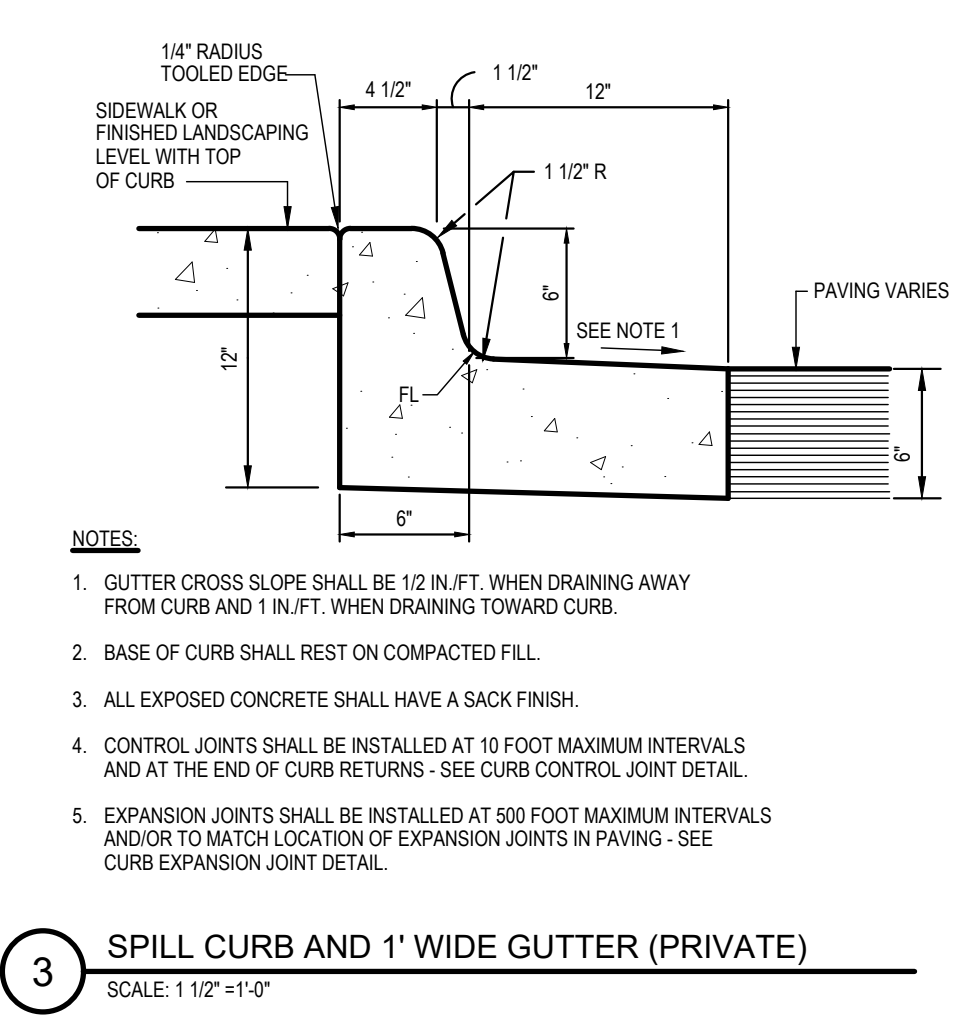 1/4" RADIUS
TOOLED EDGE
4 1/2"
1 1/2"
12"
SIDEWALK OR
FINISHED LANDSCAPING
LEVEL WITH TOP
OF CURB
1 1/2" R
6"
PAVING VARIES
SEE NOTE 1
12"
FL
6"
6"
NOTES:
1. GUTTER CROSS SLOPE SHALL BE 1/2 IN./FT. WHEN DRAINING AWAY
FROM CURB AND 1 IN./FT. WHEN DRAINING TOWARD CURB.
2. BASE OF CURB SHALL REST ON COMPACTED FILL.
3. ALL EXPOSED CONCRETE SHALL HAVE A SACK FINISH.
4. CONTROL JOINTS SHALL BE INSTALLED AT 10 FOOT MAXIMUM INTERVALS
AND AT THE END OF CURB RETURNS - SEE CURB CONTROL JOINT DETAIL.
5. EXPANSION JOINTS SHALL BE INSTALLED AT 500 FOOT MAXIMUM INTERVALS
AND/OR TO MATCH LOCATION OF EXPANSION JOINTS IN PAVING - SEE
CURB EXPANSION JOINT DETAIL.
3
SPILL CURB AND 1' WIDE GUTTER (PRIVATE)
SCALE: 1 1/2" =1'-0"